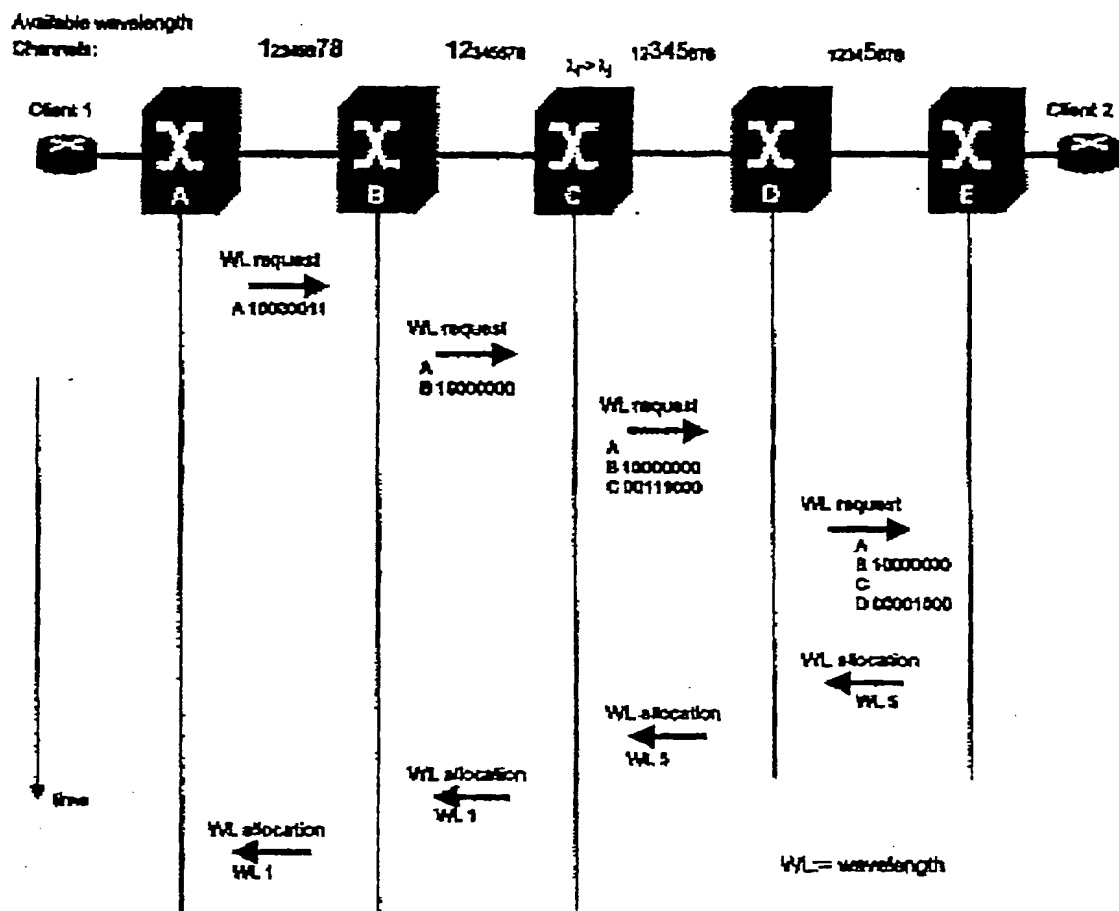 Available wavelength
Channels:
12345678
12345678
12345678
12345678
Client 1
Client 2
A
B
C
D
E
WL request
A 10000011
WL request
A
B 10000000
WL request
A
B 10000000
C 00111000
WL request
A
B 10000000
C
D 00001000
WL allocation
WL 5
WL allocation
WL 5
WL allocation
WL 1
WL allocation
WL 1
time
WL = wavelength